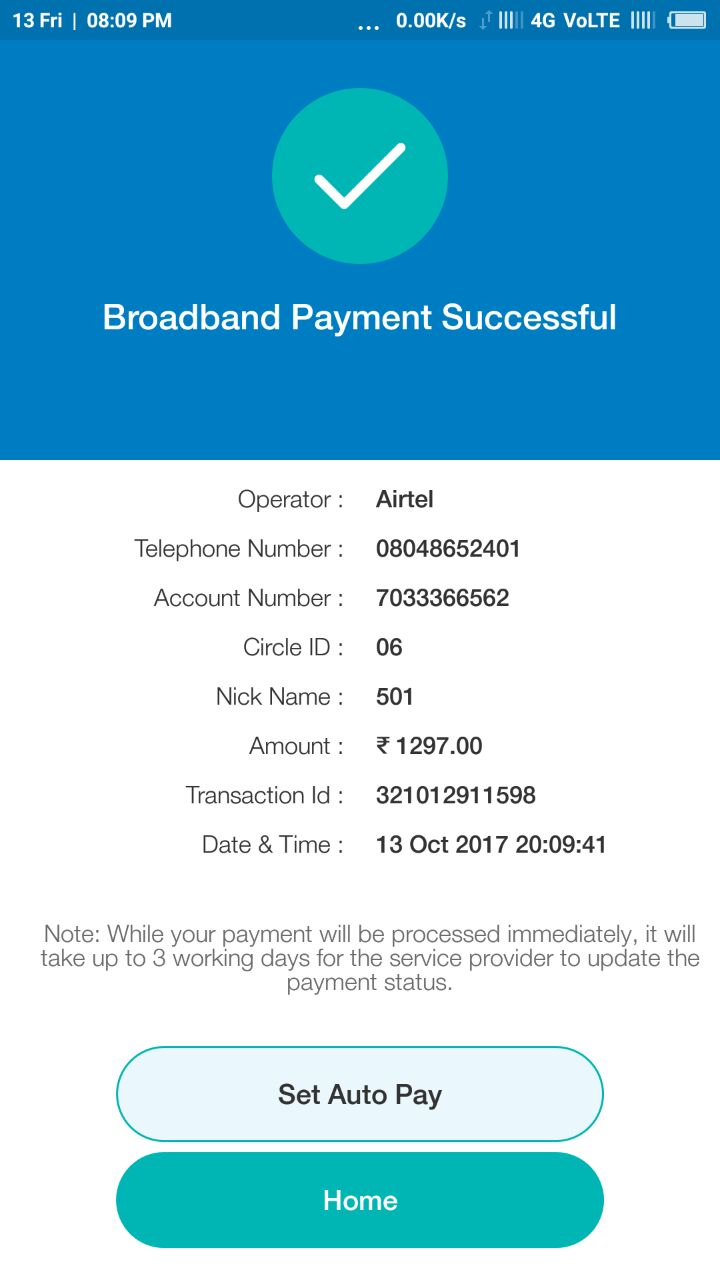 13 Fri | 08:09 PM ... 0.00K/s 4G VoLTE
Broadband Payment Successful
Operator : Airtel
Telephone Number : 08048652401
Account Number : 7033366562
Circle ID : 06
Nick Name : 501
Amount : ₹ 1297.00
Transaction Id : 321012911598
Date & Time : 13 Oct 2017 20:09:41
Note: While your payment will be processed immediately, it will
take up to 3 working days for the service provider to update the
payment status.
Set Auto Pay
Home